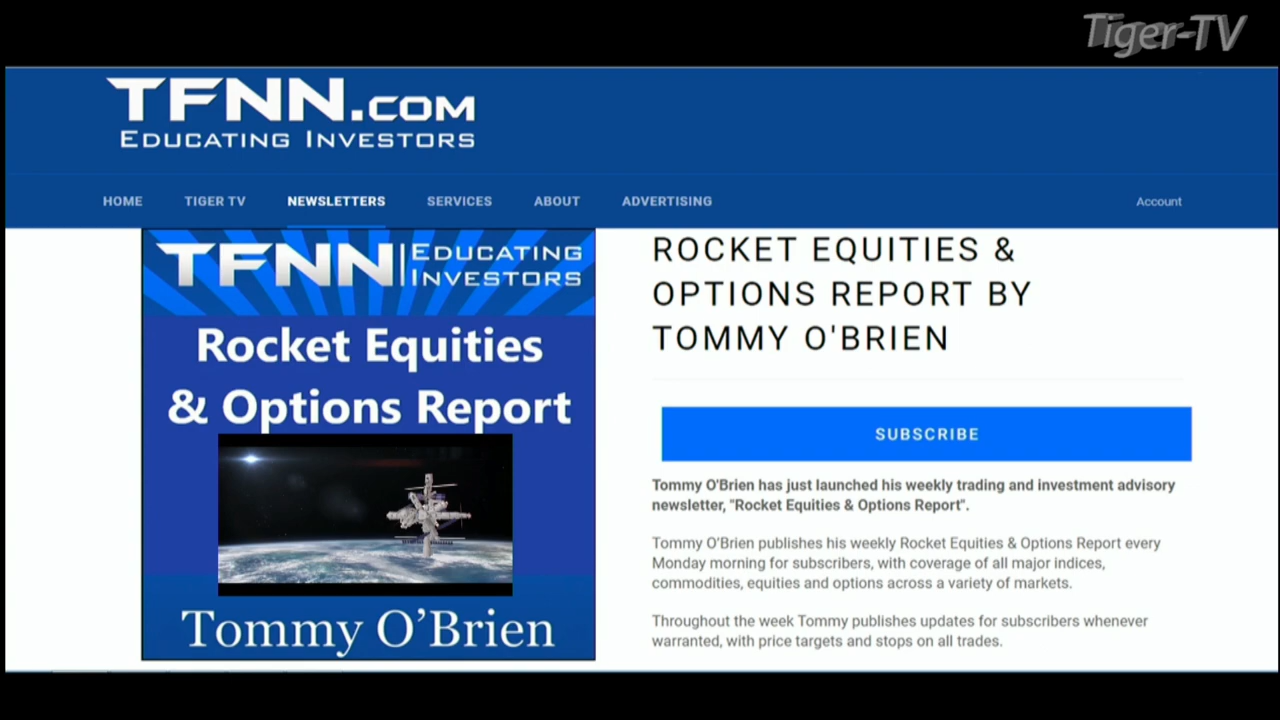 Tiger-TV
TFNN.COM
EDUCATING INVESTORS
HOME TIGER TV NEWSLETTERS SERVICES ABOUT ADVERTISING Account
TFNN EDUCATING
INVESTORS
Rocket Equities
& Options Report
Tommy O’Brien
ROCKET EQUITIES &
OPTIONS REPORT BY
TOMMY O'BRIEN
SUBSCRIBE
Tommy O'Brien has just launched his weekly trading and investment advisory
newsletter, "Rocket Equities & Options Report".
Tommy O'Brien publishes his weekly Rocket Equities & Options Report every
Monday morning for subscribers, with coverage of all major indices,
commodities, equities and options across a variety of markets.
Throughout the week Tommy publishes updates for subscribers whenever
warranted, with price targets and stops on all trades.